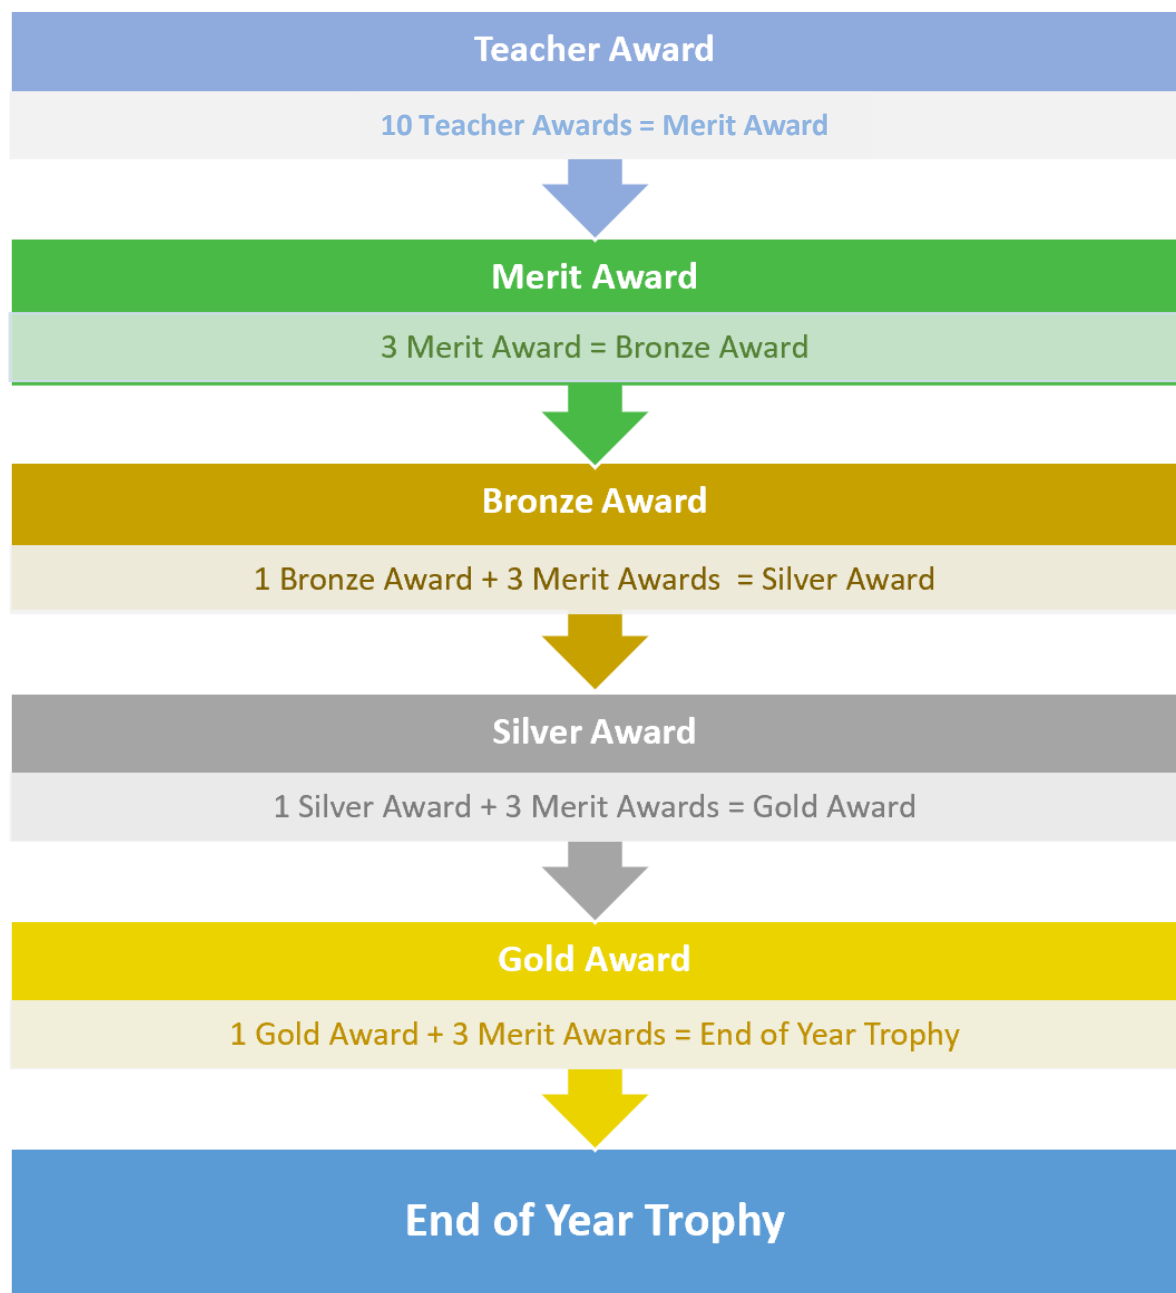 Teacher Award
10 Teacher Awards = Merit Award
Merit Award
3 Merit Award = Bronze Award
Bronze Award
1 Bronze Award + 3 Merit Awards  = Silver Award
Silver Award
1 Silver Award + 3 Merit Awards = Gold Award
Gold Award
1 Gold Award + 3 Merit Awards = End of Year Trophy
End of Year Trophy